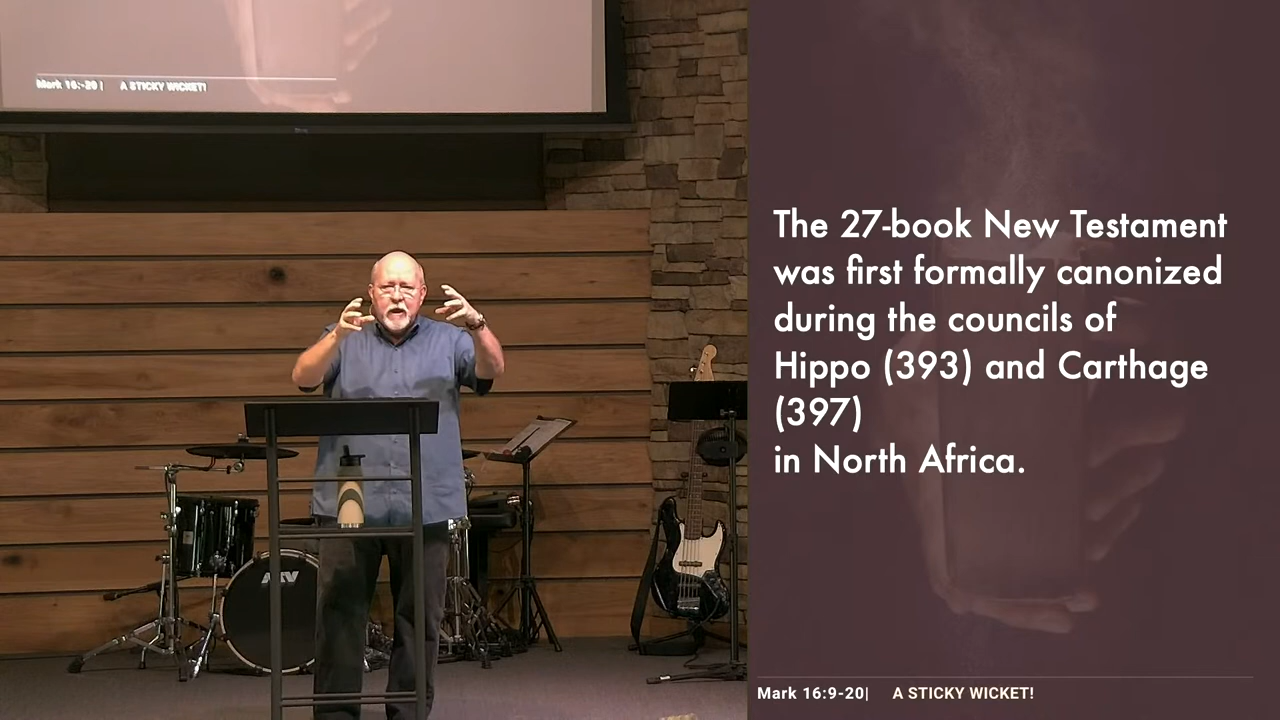 Mark 16:-20 | A STICKY WICKET!
The 27-book New Testament
was first formally canonized
during the councils of
Hippo (393) and Carthage
(397)
in North Africa.
Mark 16:9-20| A STICKY WICKET!